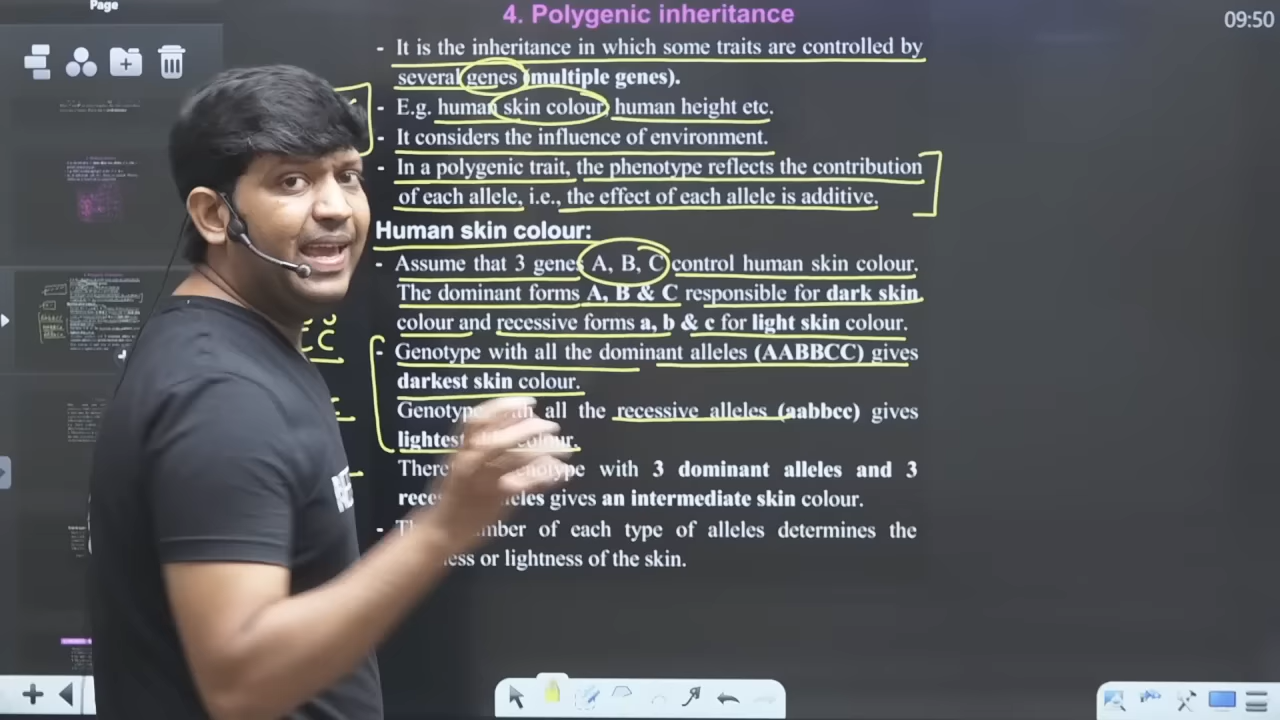 Page
09:50
4. Polygenic inheritance
- It is the inheritance in which some traits are controlled by
several genes (multiple genes).
- E.g. human skin colour, human height etc.
- It considers the influence of environment.
- In a polygenic trait, the phenotype reflects the contribution
of each allele, i.e., the effect of each allele is additive.
Human skin colour:
- Assume that 3 genes A, B, C control human skin colour.
The dominant forms A, B & C responsible for dark skin
colour and recessive forms a, b & c for light skin colour.
- Genotype with all the dominant alleles (AABBCC) gives
darkest skin colour.
Genotype all the recessive alleles (aabbcc) gives
lightest colour.
genotype with 3 dominant alleles and 3
gives an intermediate skin colour.
- of each type of alleles determines the
or lightness of the skin.